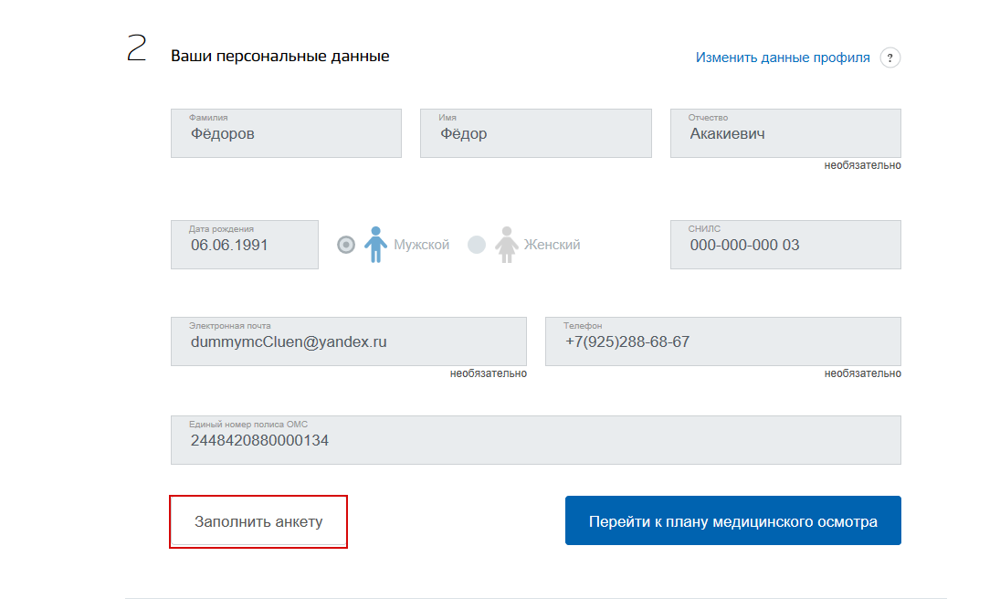 2
Ваши персональные данные
Изменить данные профиля ?
Фамилия
Фёдоров
Имя
Фёдор
Отчество
Акакиевич
необязательно
Дата рождения
06.06.1991
Мужской
Женский
СНИЛС
000-000-000 03
Электронная почта
dummymcCluen@yandex.ru
необязательно
Телефон
+7(925)288-68-67
необязательно
Единый номер полиса ОМС
2448420880000134
Заполнить анкету
Перейти к плану медицинского осмотра